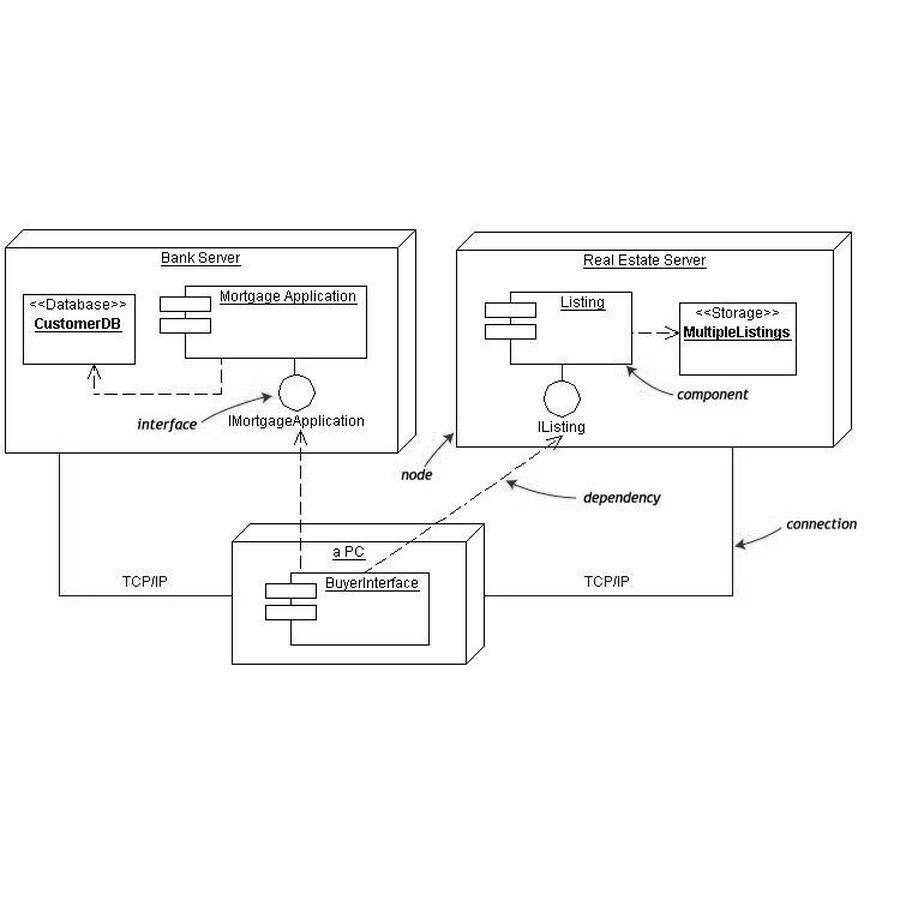 Bank Server
<<Database>>
CustomerDB
Mortgage Application
interface
IMortgageApplication
Real Estate Server
Listing
<<Storage>>
MultipleListings
component
IListing
node
dependency
connection
a PC
BuyerInterface
TCP/IP
TCP/IP